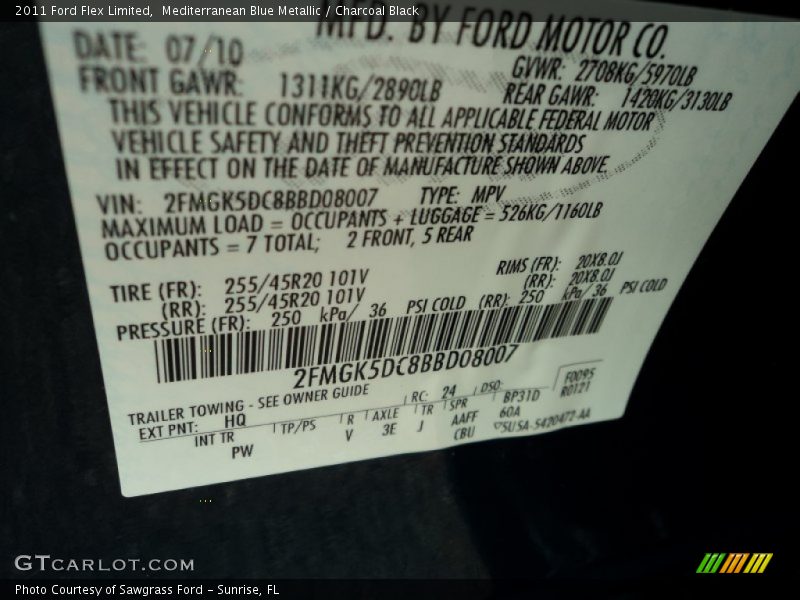 2011 Ford Flex Limited,  Mediterranean Blue Metallic / Charcoal Black
MFD. BY FORD MOTOR CO.
DATE: 07/10
GVWR: 2708KG/5970LB
FRONT GAWR: 1311KG/2890LB
REAR GAWR: 1420KG/3130LB
THIS VEHICLE CONFORMS TO ALL APPLICABLE FEDERAL MOTOR
VEHICLE SAFETY AND THEFT PREVENTION STANDARDS
IN EFFECT ON THE DATE OF MANUFACTURE SHOWN ABOVE.
VIN: 2FMGK5DC8BBD08007 TYPE: MPV
MAXIMUM LOAD = OCCUPANTS + LUGGAGE = 526KG/1160LB
OCCUPANTS = 7 TOTAL; 2 FRONT, 5 REAR
TIRE (FR): 255/45R20 101V RIMS (FR): 20X8.0J
(RR): 255/45R20 101V (RR): 20X8.0J
PRESSURE (FR): 250 kPa/ 36 PSI COLD (RR): 250 kPa/ 36 PSI COLD
2FMGK5DC8BBD08007
TRAILER TOWING - SEE OWNER GUIDE
RC: 24 DSO: F0095
EXT PNT: HQ BP31D R0121
INT TR TP/PS R AXLE TR SPR 60A
PW V 3E J AAFF
CBU ▽5USA-5420472-AA
GTCARLOT.COM
Photo Courtesy of Sawgrass Ford – Sunrise, FL